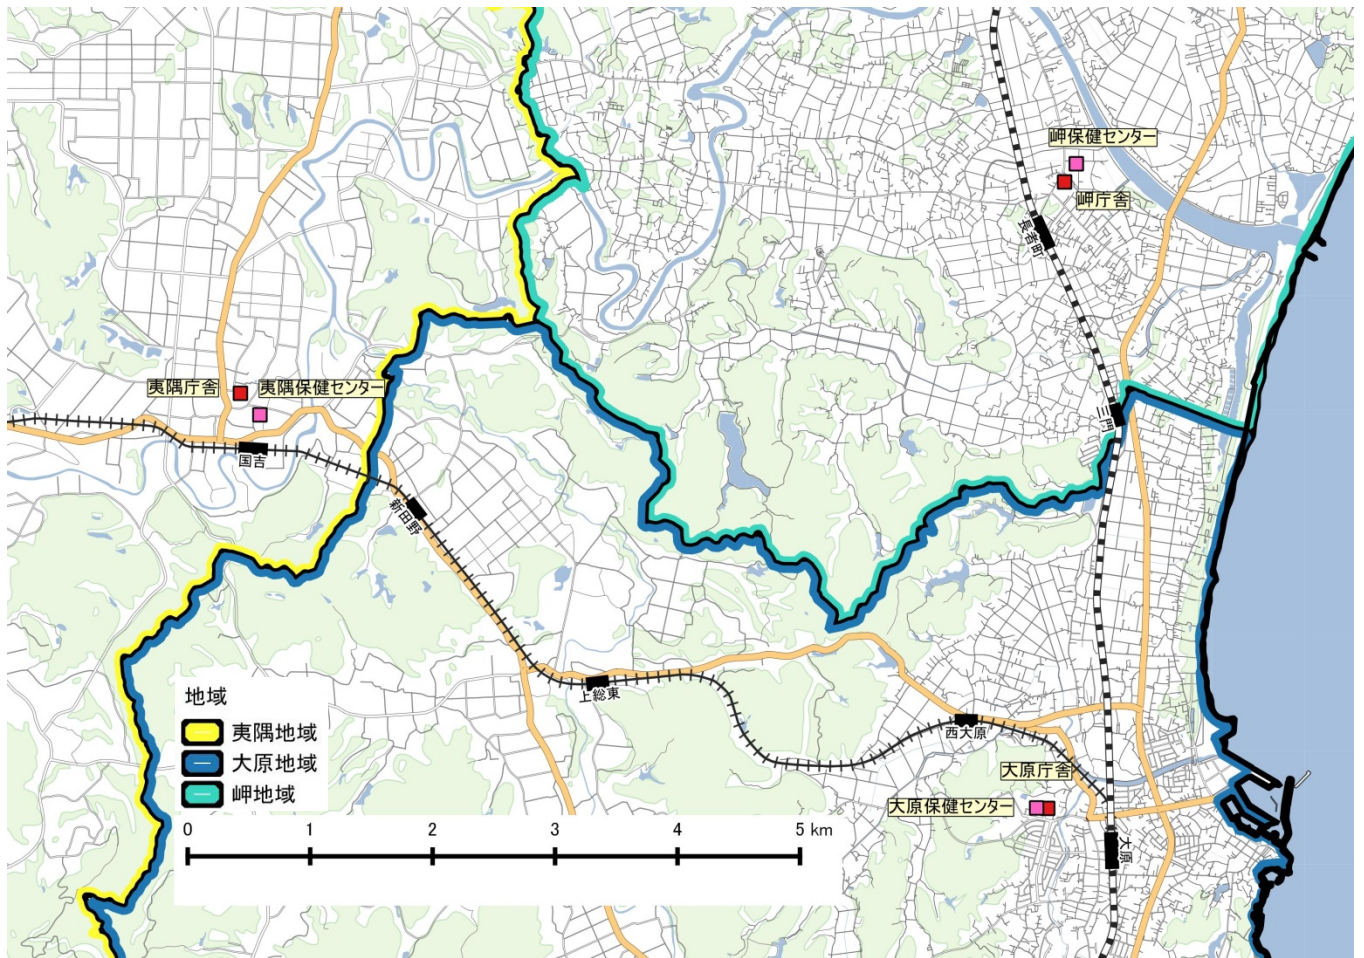 岬保健センター
岬庁舎
長者町
夷隅庁舎
夷隅保健センター
三門
国吉
新田野
上総東
西大原
大原庁舎
大原保健センター
大原
地域
夷隅地域
大原地域
岬地域
0 1 2 3 4 5 km